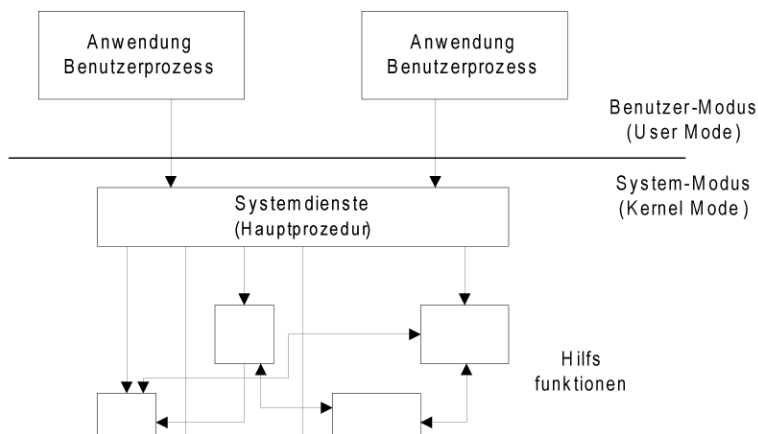 Anwendung
Benutzerprozess
Anwendung
Benutzerprozess
Benutzer-Modus
(User Mode)
System-Modus
(Kernel Mode)
Systemdienste
(Hauptprozedur)
Hilfs
funktionen